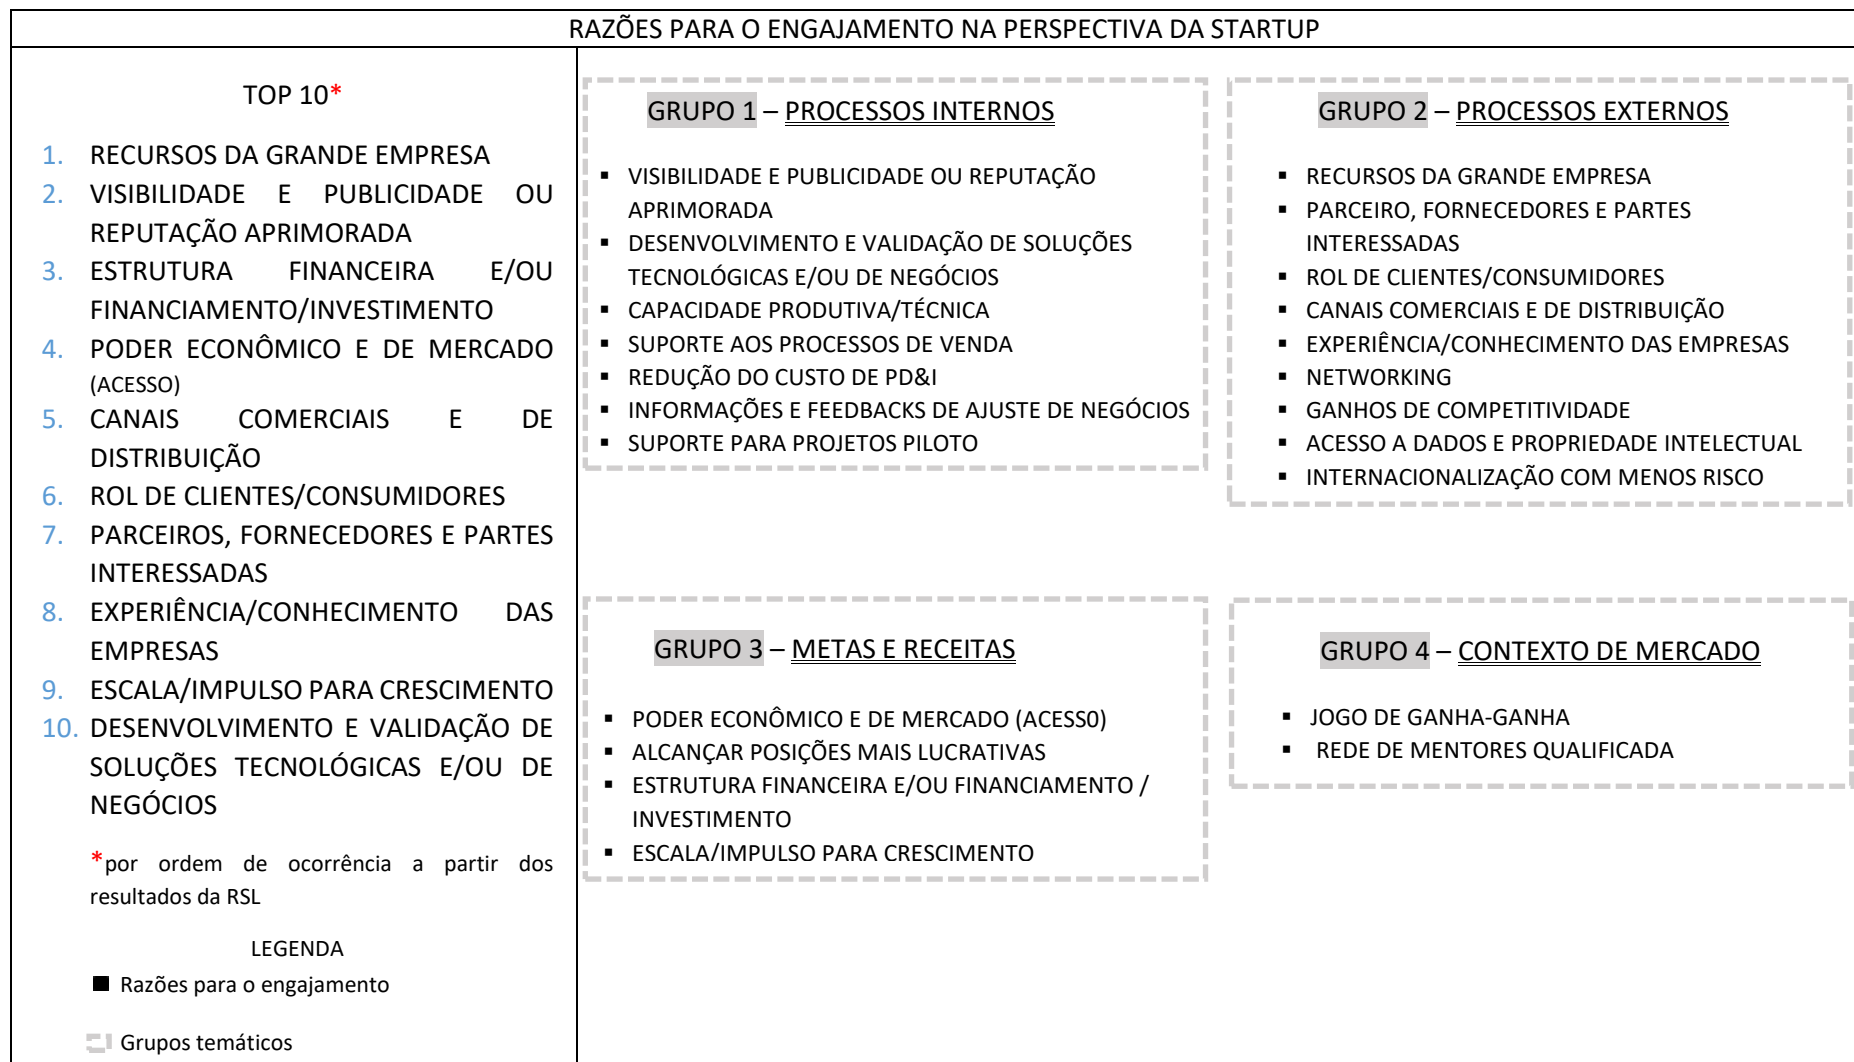 RAZÕES PARA O ENGAJAMENTO NA PERSPECTIVA DA STARTUP
TOP 10*
1. RECURSOS DA GRANDE EMPRESA
2. VISIBILIDADE E PUBLICIDADE OU
REPUTAÇÃO APRIMORADA
3. ESTRUTURA FINANCEIRA E/OU
FINANCIAMENTO/INVESTIMENTO
4. PODER ECONÔMICO E DE MERCADO
(ACESSO)
5. CANAIS COMERCIAIS E DE
DISTRIBUIÇÃO
6. ROL DE CLIENTES/CONSUMIDORES
7. PARCEIROS, FORNECEDORES E PARTES
INTERESSADAS
8. EXPERIÊNCIA/CONHECIMENTO DAS
EMPRESAS
9. ESCALA/IMPULSO PARA CRESCIMENTO
10. DESENVOLVIMENTO E VALIDAÇÃO DE
SOLUÇÕES TECNOLÓGICAS E/OU DE
NEGÓCIOS
*por ordem de ocorrência a partir dos
resultados da RSL
LEGENDA
■ Razões para o engajamento
Grupos temáticos
GRUPO 1 – PROCESSOS INTERNOS
▪ VISIBILIDADE E PUBLICIDADE OU REPUTAÇÃO
APRIMORADA
▪ DESENVOLVIMENTO E VALIDAÇÃO DE SOLUÇÕES
TECNOLÓGICAS E/OU DE NEGÓCIOS
▪ CAPACIDADE PRODUTIVA/TÉCNICA
▪ SUPORTE AOS PROCESSOS DE VENDA
▪ REDUÇÃO DO CUSTO DE PD&I
▪ INFORMAÇÕES E FEEDBACKS DE AJUSTE DE NEGÓCIOS
▪ SUPORTE PARA PROJETOS PILOTO
GRUPO 2 – PROCESSOS EXTERNOS
▪ RECURSOS DA GRANDE EMPRESA
▪ PARCEIRO, FORNECEDORES E PARTES
INTERESSADAS
▪ ROL DE CLIENTES/CONSUMIDORES
▪ CANAIS COMERCIAIS E DE DISTRIBUIÇÃO
▪ EXPERIÊNCIA/CONHECIMENTO DAS EMPRESAS
▪ NETWORKING
▪ GANHOS DE COMPETITIVIDADE
▪ ACESSO A DADOS E PROPRIEDADE INTELECTUAL
▪ INTERNACIONALIZAÇÃO COM MENOS RISCO
GRUPO 3 – METAS E RECEITAS
▪ PODER ECONÔMICO E DE MERCADO (ACESS0)
▪ ALCANÇAR POSIÇÕES MAIS LUCRATIVAS
▪ ESTRUTURA FINANCEIRA E/OU FINANCIAMENTO /
INVESTIMENTO
▪ ESCALA/IMPULSO PARA CRESCIMENTO
GRUPO 4 – CONTEXTO DE MERCADO
▪ JOGO DE GANHA-GANHA
▪ REDE DE MENTORES QUALIFICADA